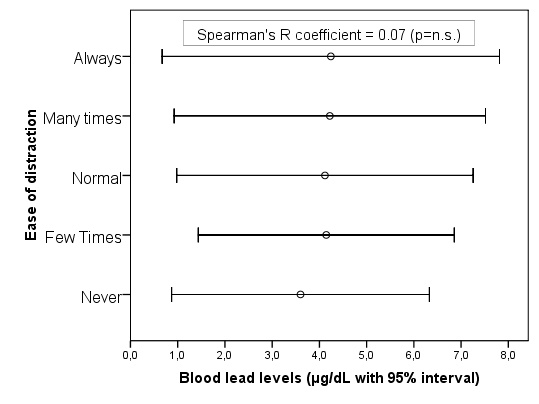 Spearman's R coefficient = 0.07 (p=n.s.)
Always
Many times
Normal
Few Times
Never
Ease of distraction
0,0 1,0 2,0 3,0 4,0 5,0 6,0 7,0 8,0
Blood lead levels (µg/dL with 95% interval)